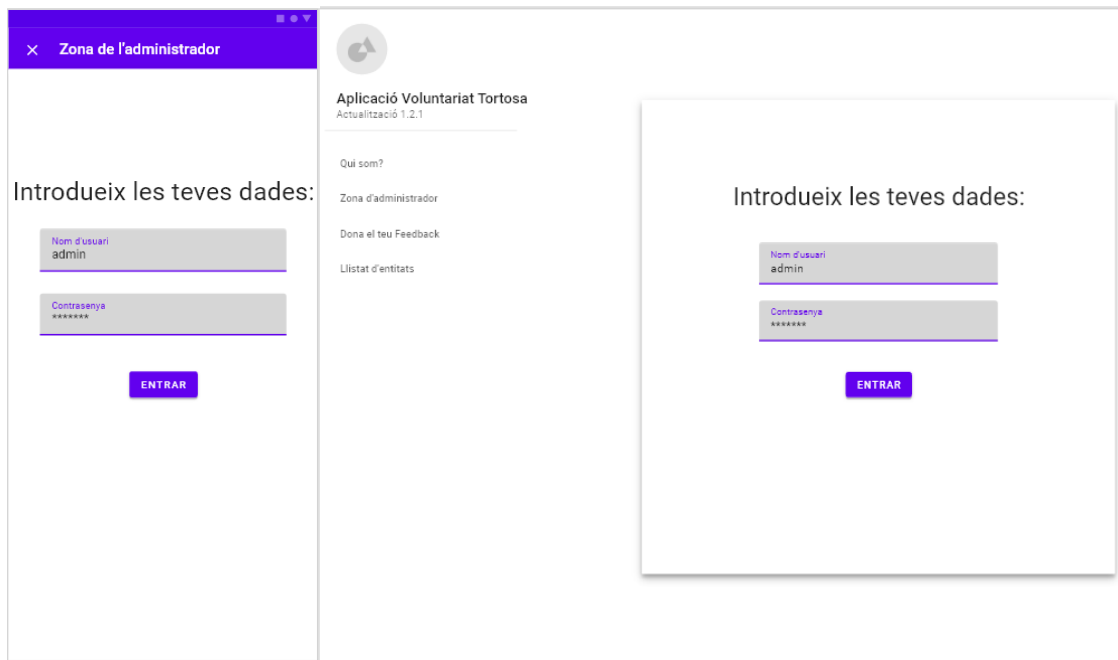 Zona de l'administrador
Introdueix les teves dades:
Nom d'usuari
admin
Contrasenya
*******
ENTRAR
Aplicació Voluntariat Tortosa
Actualització 1.2.1
Qui som?
Zona d'administrador
Dona el teu Feedback
Llistat d'entitats
Introdueix les teves dades:
Nom d'usuari
admin
Contrasenya
*******
ENTRAR